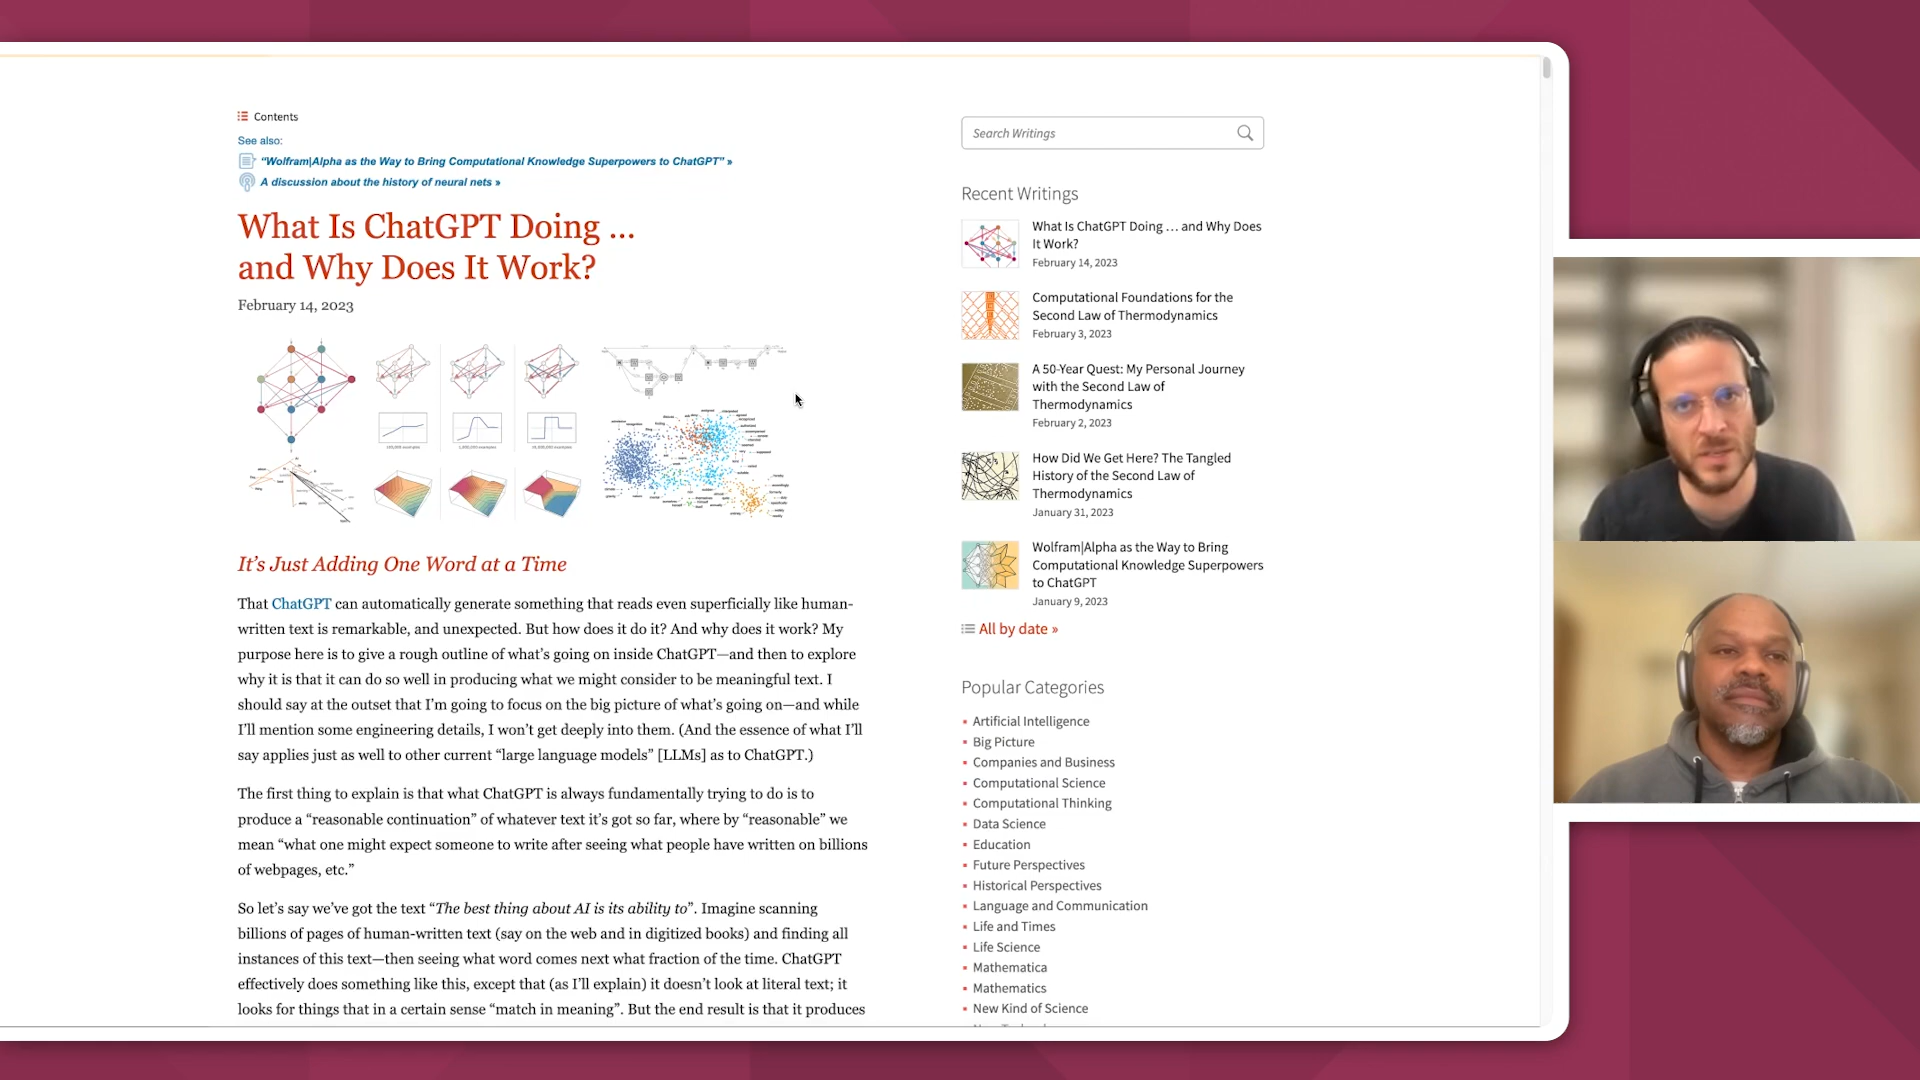 Contents
See also:
“Wolfram|Alpha as the Way to Bring Computational Knowledge Superpowers to ChatGPT” »
A discussion about the history of neural nets »
What Is ChatGPT Doing …
and Why Does It Work?
February 14, 2023
It’s Just Adding One Word at a Time
That ChatGPT can automatically generate something that reads even superficially like human-
written text is remarkable, and unexpected. But how does it do it? And why does it work? My
purpose here is to give a rough outline of what’s going on inside ChatGPT—and then to explore
why it is that it can do so well in producing what we might consider to be meaningful text. I
should say at the outset that I’m going to focus on the big picture of what’s going on—and while
I’ll mention some engineering details, I won’t get deeply into them. (And the essence of what I’ll
say applies just as well to other current “large language models” [LLMs] as to ChatGPT.)
The first thing to explain is that what ChatGPT is always fundamentally trying to do is to
produce a “reasonable continuation” of whatever text it’s got so far, where by “reasonable” we
mean “what one might expect someone to write after seeing what people have written on billions
of webpages, etc.”
So let’s say we’ve got the text “The best thing about AI is its ability to”. Imagine scanning
billions of pages of human-written text (say on the web and in digitized books) and finding all
instances of this text—then seeing what word comes next what fraction of the time. ChatGPT
effectively does something like this, except that (as I’ll explain) it doesn’t look at literal text; it
looks for things that in a certain sense “match in meaning”. But the end result is that it produces
Search Writings
Recent Writings
What Is ChatGPT Doing … and Why Does
It Work?
February 14, 2023
Computational Foundations for the
Second Law of Thermodynamics
February 3, 2023
A 50-Year Quest: My Personal Journey
with the Second Law of
Thermodynamics
February 2, 2023
How Did We Get Here? The Tangled
History of the Second Law of
Thermodynamics
January 31, 2023
Wolfram|Alpha as the Way to Bring
Computational Knowledge Superpowers
to ChatGPT
January 9, 2023
All by date »
Popular Categories
Artificial Intelligence
Big Picture
Companies and Business
Computational Science
Computational Thinking
Data Science
Education
Future Perspectives
Historical Perspectives
Language and Communication
Life and Times
Life Science
Mathematica
Mathematics
New Kind of Science